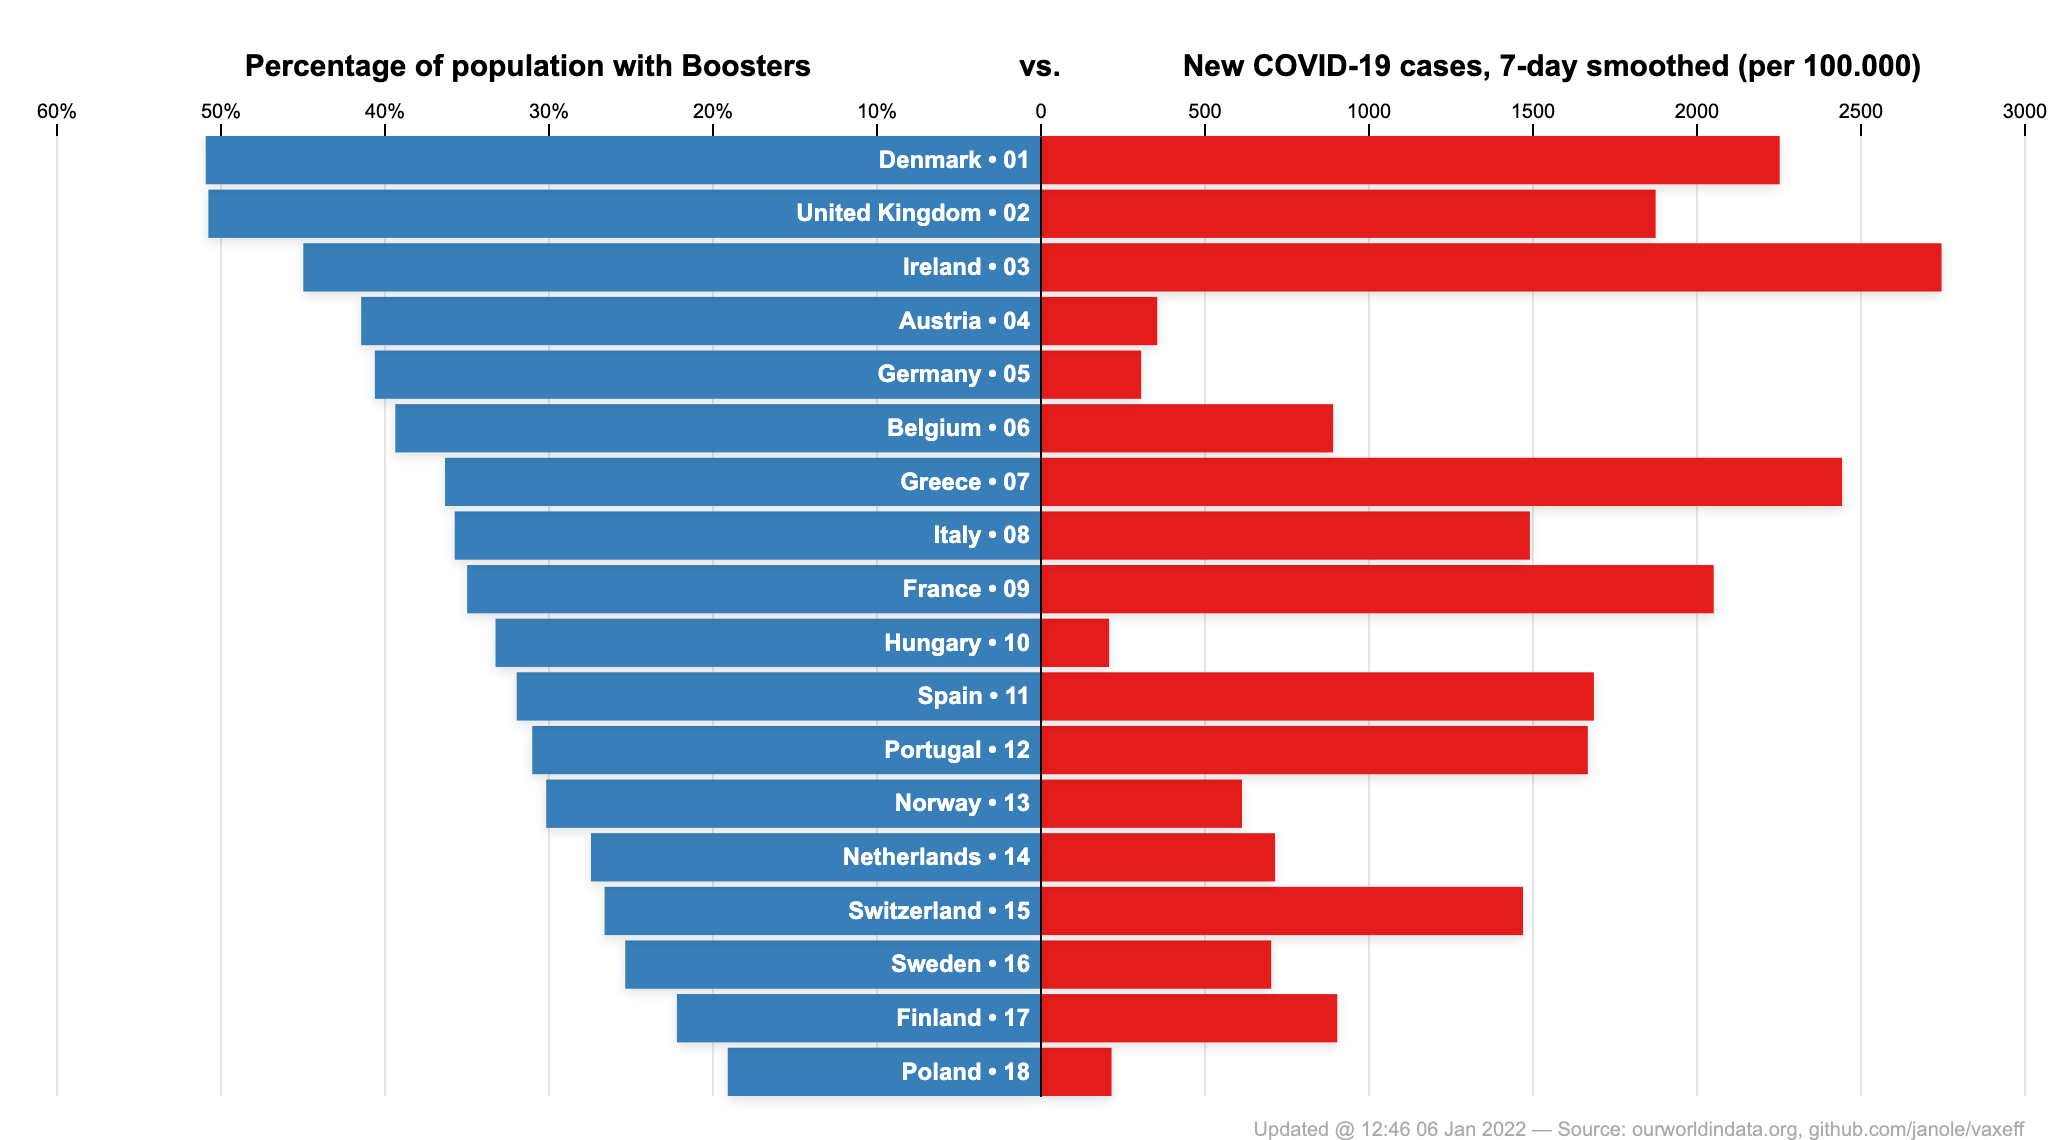 Percentage of population with Boosters vs. New COVID-19 cases, 7-day smoothed (per 100.000)
60% 50% 40% 30% 20% 10% 0 500 1000 1500 2000 2500 3000
Denmark • 01
United Kingdom • 02
Ireland • 03
Austria • 04
Germany • 05
Belgium • 06
Greece • 07
Italy • 08
France • 09
Hungary • 10
Spain • 11
Portugal • 12
Norway • 13
Netherlands • 14
Switzerland • 15
Sweden • 16
Finland • 17
Poland • 18
Updated @ 12:46 06 Jan 2022 — Source: ourworldindata.org, github.com/janole/vaxeff